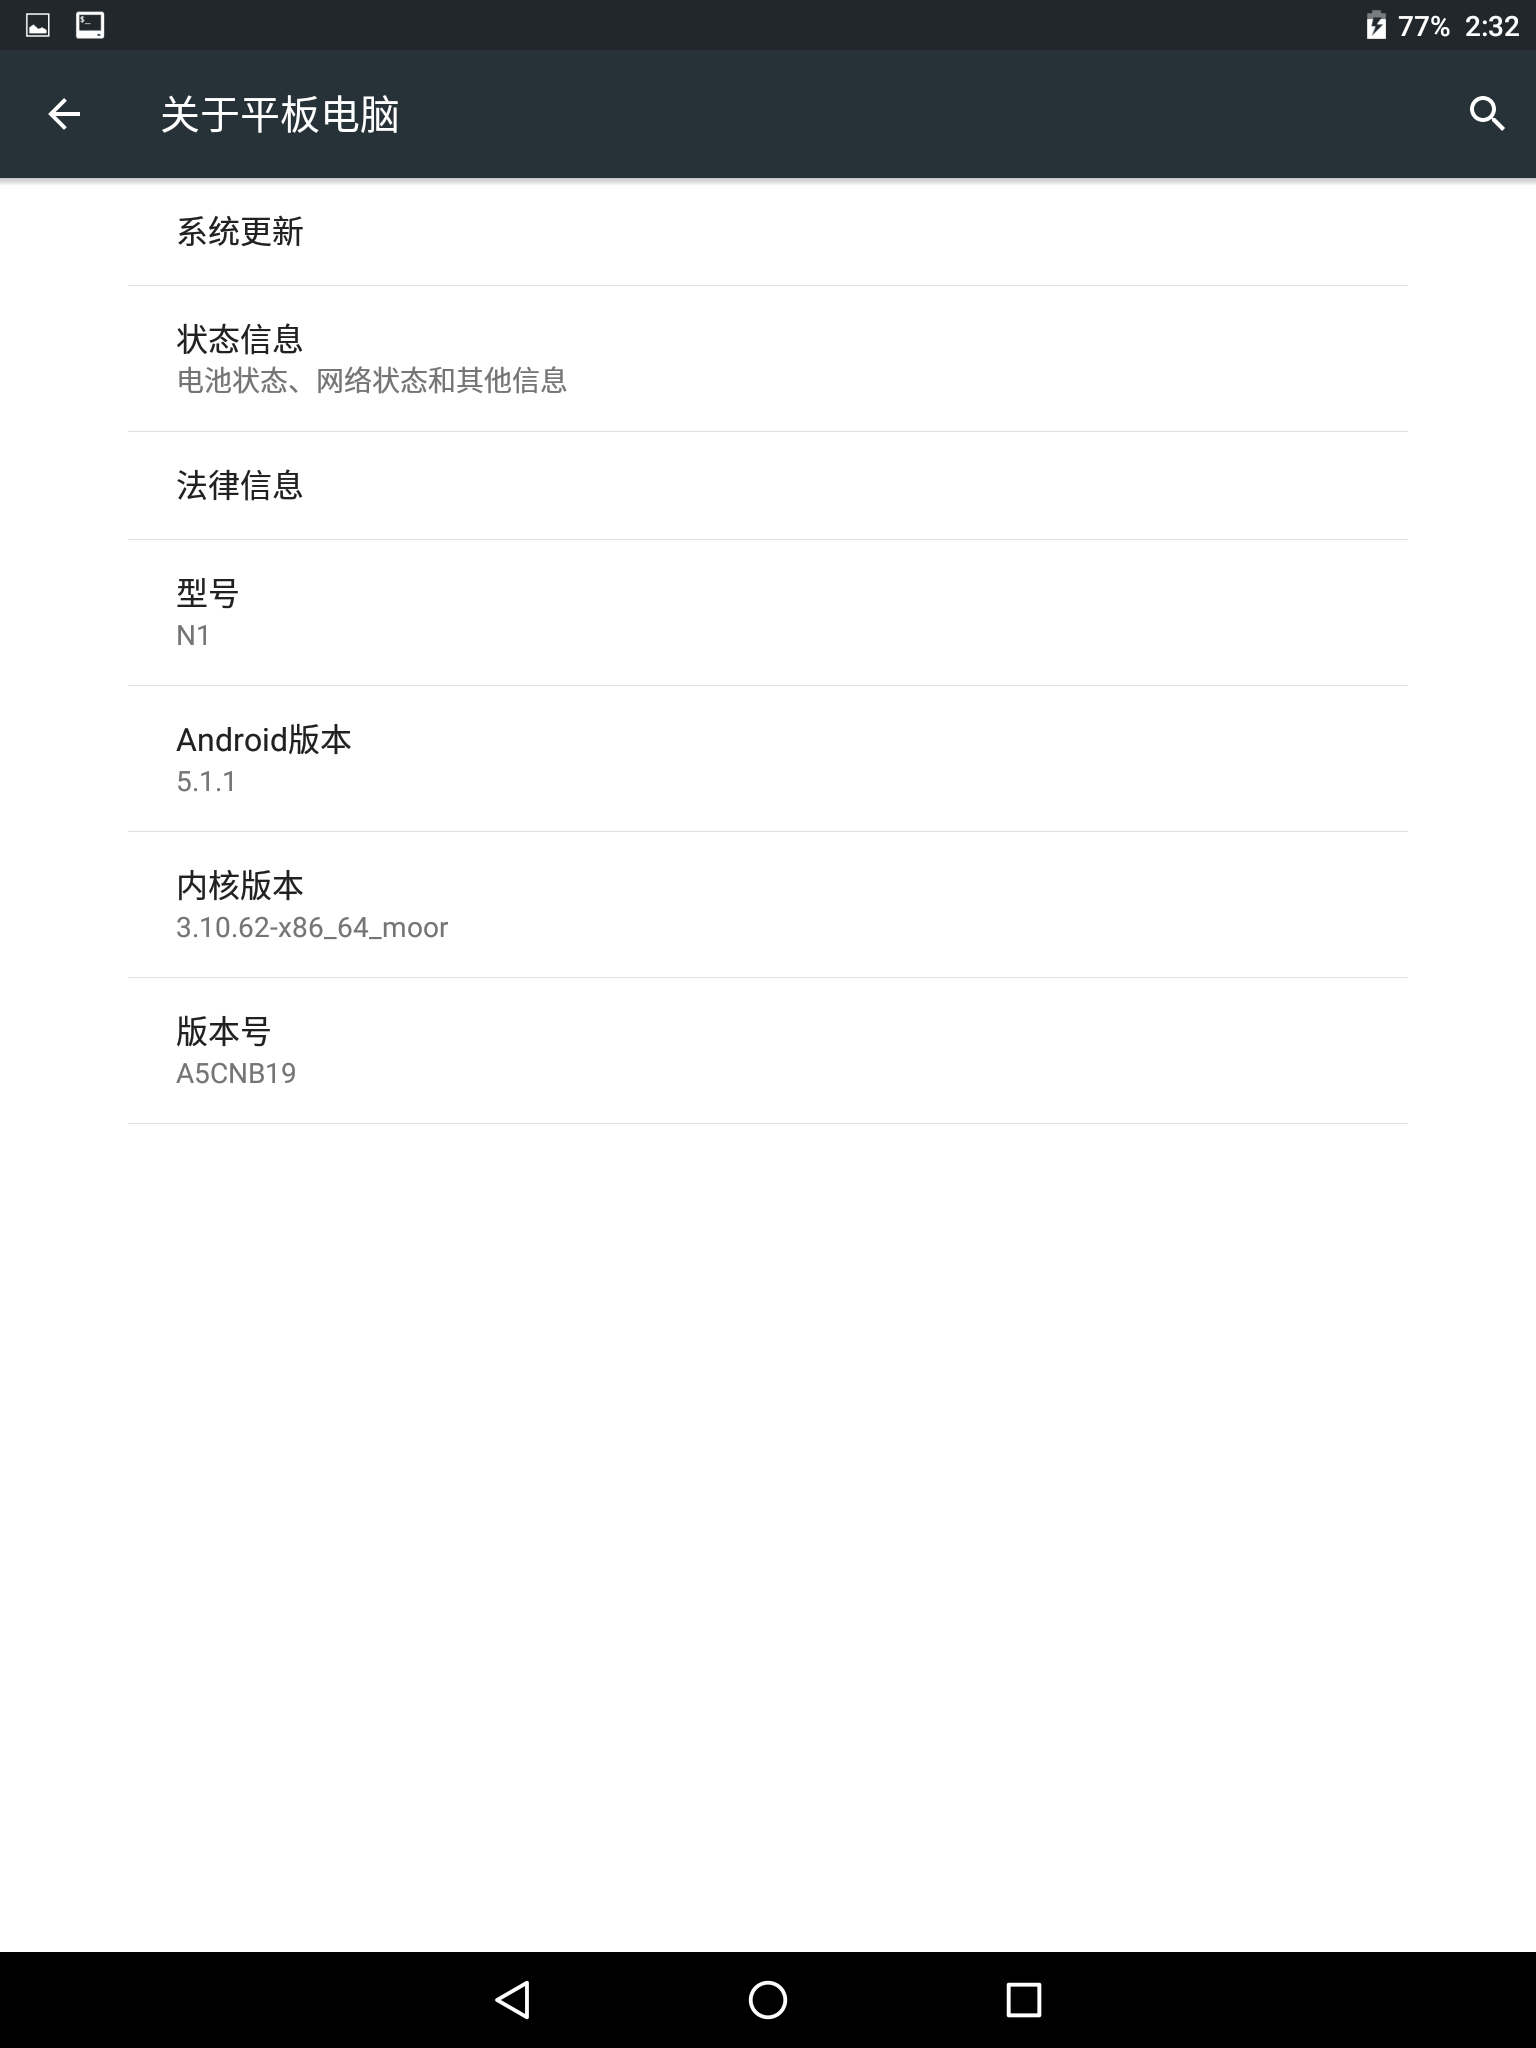 77% 2:32
关于平板电脑
系统更新
状态信息
电池状态、网络状态和其他信息
法律信息
型号
N1
Android版本
5.1.1
内核版本
3.10.62-x86_64_moor
版本号
A5CNB19